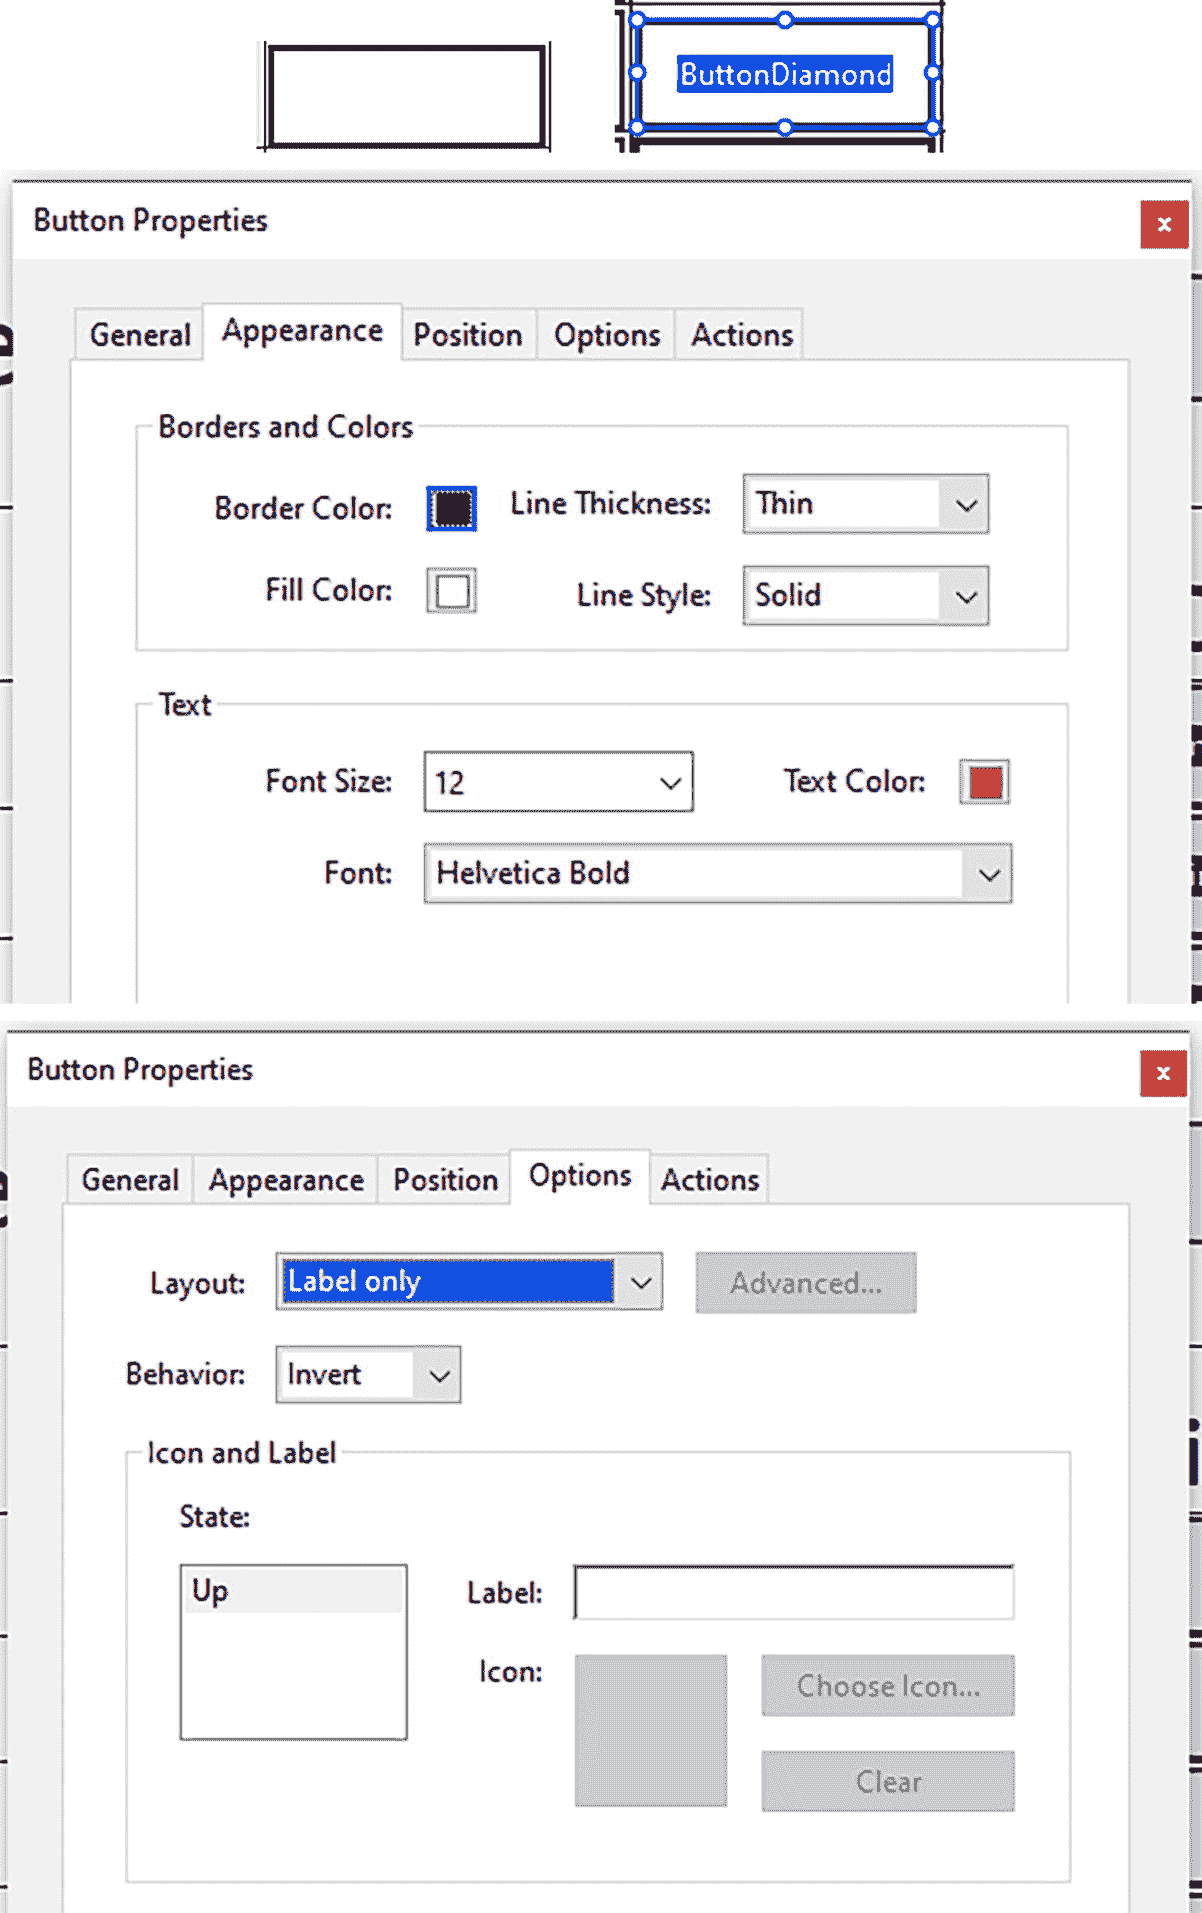 ButtonDiamond
Button Properties
x
General Appearance Position Options Actions
Borders and Colors
Border Color: Line Thickness: Thin
Fill Color: Line Style: Solid
Text
Font Size: 12 Text Color:
Font: Helvetica Bold
Button Properties
x
General Appearance Position Options Actions
Layout: Label only Advanced...
Behavior: Invert
Icon and Label
State:
Up Label:
Icon: Choose Icon...
Clear